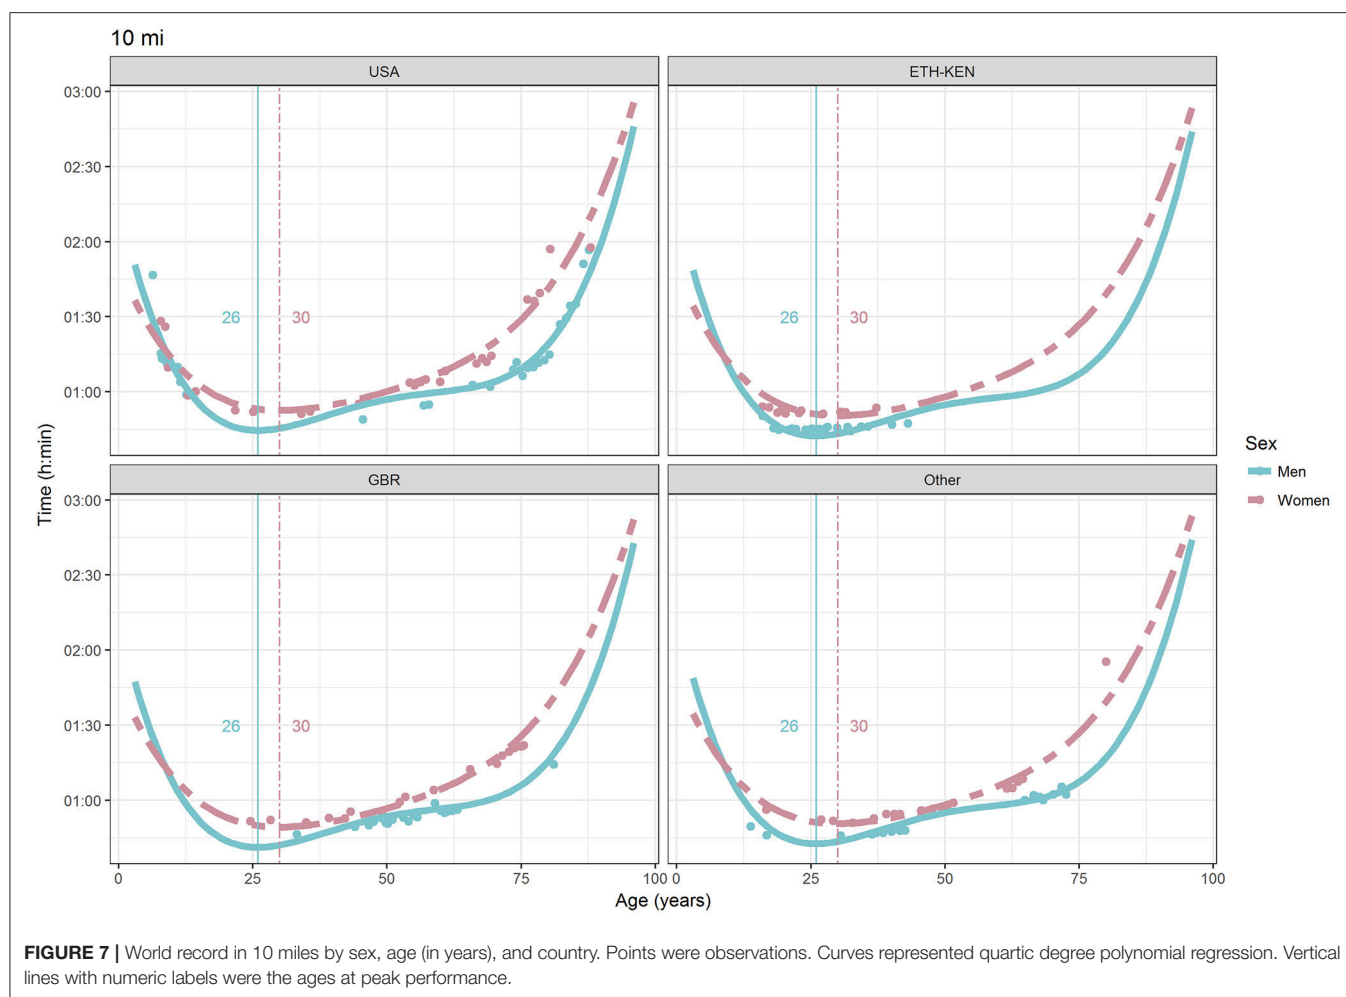 10 mi
USA
ETH-KEN
03:00
02:30
02:00
01:30
01:00
26
30
26
30
GBR
Other
03:00
02:30
02:00
01:30
01:00
26
30
26
30
0
25
50
75
100
0
25
50
75
100
Time (h:min)
Age (years)
Sex
Men
Women
FIGURE 7 | World record in 10 miles by sex, age (in years), and country. Points were observations. Curves represented quartic degree polynomial regression. Vertical
lines with numeric labels were the ages at peak performance.